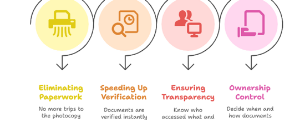 Eliminating
Paperwork
No more trips to
the photocopy
Speeding Up
Verification
Documents are
verified instantly
Ensuring
Transparency
Know who
accessed what and
Ownership
Control
Decide when and
how documents